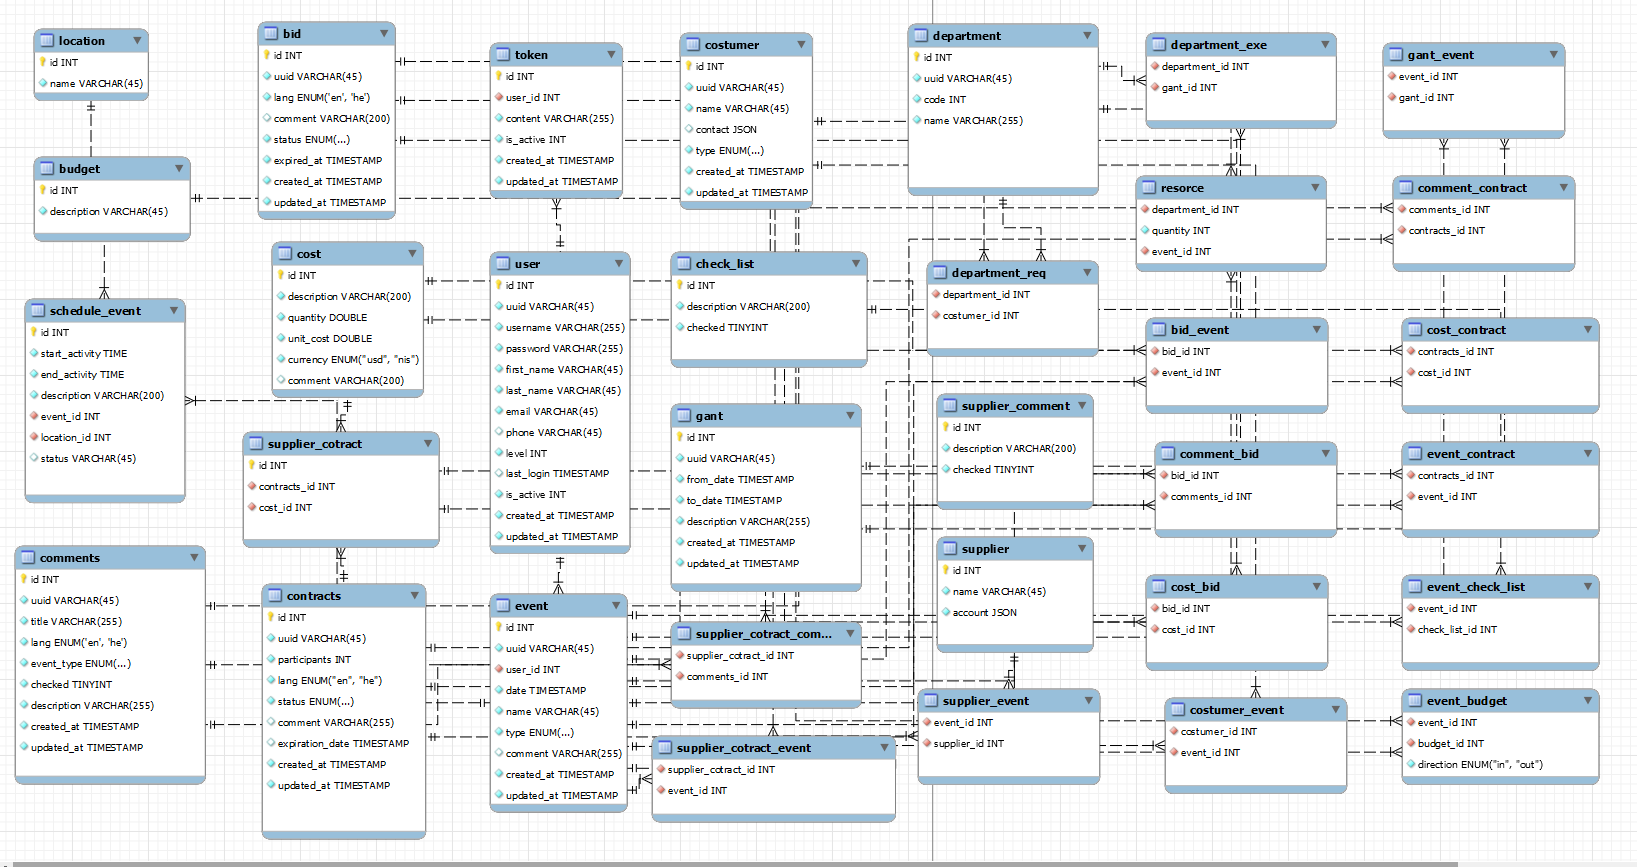 location
id INT
name VARCHAR(45)
budget
id INT
description VARCHAR(45)
schedule_event
id INT
start_activity TIME
end_activity TIME
description VARCHAR(200)
event_id INT
location_id INT
status VARCHAR(45)
comments
id INT
uuid VARCHAR(45)
title VARCHAR(255)
lang ENUM('en', 'he')
event_type ENUM(...)
checked TINYINT
description VARCHAR(255)
created_at TIMESTAMP
updated_at TIMESTAMP
bid
id INT
uuid VARCHAR(45)
lang ENUM('en', 'he')
comment VARCHAR(200)
status ENUM(...)
expired_at TIMESTAMP
created_at TIMESTAMP
updated_at TIMESTAMP
cost
id INT
description VARCHAR(200)
quantity DOUBLE
unit_cost DOUBLE
currency ENUM("usd", "nis")
comment VARCHAR(200)
supplier_cotract
id INT
contracts_id INT
cost_id INT
contracts
id INT
uuid VARCHAR(45)
participants INT
lang ENUM("en", "he")
status ENUM(...)
comment VARCHAR(255)
expiration_date TIMESTAMP
created_at TIMESTAMP
updated_at TIMESTAMP
token
id INT
user_id INT
content VARCHAR(255)
is_active INT
created_at TIMESTAMP
updated_at TIMESTAMP
user
id INT
uuid VARCHAR(45)
username VARCHAR(255)
password VARCHAR(255)
first_name VARCHAR(45)
last_name VARCHAR(45)
email VARCHAR(45)
phone VARCHAR(45)
level INT
last_login TIMESTAMP
is_active INT
created_at TIMESTAMP
updated_at TIMESTAMP
event
id INT
uuid VARCHAR(45)
user_id INT
date TIMESTAMP
name VARCHAR(45)
type ENUM(...)
comment VARCHAR(255)
created_at TIMESTAMP
updated_at TIMESTAMP
costumer
id INT
uuid VARCHAR(45)
name VARCHAR(45)
contact JSON
type ENUM(...)
created_at TIMESTAMP
updated_at TIMESTAMP
check_list
id INT
description VARCHAR(200)
checked TINYINT
gant
id INT
uuid VARCHAR(45)
from_date TIMESTAMP
to_date TIMESTAMP
description VARCHAR(255)
created_at TIMESTAMP
updated_at TIMESTAMP
supplier_cotract_com...
supplier_cotract_id INT
comments_id INT
supplier_cotract_event
supplier_cotract_id INT
event_id INT
department
id INT
uuid VARCHAR(45)
code INT
name VARCHAR(255)
department_req
department_id INT
costumer_id INT
supplier_comment
id INT
description VARCHAR(200)
checked TINYINT
supplier
id INT
name VARCHAR(45)
account JSON
supplier_event
event_id INT
supplier_id INT
department_exe
department_id INT
gant_id INT
resorce
department_id INT
quantity INT
event_id INT
bid_event
bid_id INT
event_id INT
comment_bid
bid_id INT
comments_id INT
cost_bid
bid_id INT
cost_id INT
costumer_event
costumer_id INT
event_id INT
gant_event
event_id INT
gant_id INT
comment_contract
comments_id INT
contracts_id INT
cost_contract
contracts_id INT
cost_id INT
event_contract
contracts_id INT
event_id INT
event_check_list
event_id INT
check_list_id INT
event_budget
event_id INT
budget_id INT
direction ENUM("in", "out")